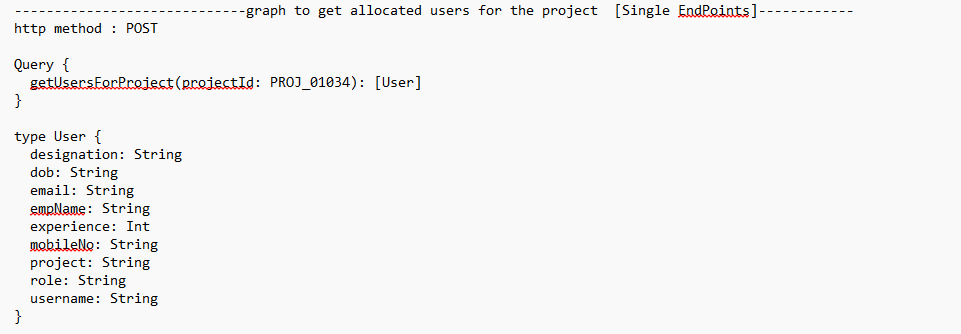 -----------------------------graph to get allocated users for the project  [Single EndPoints]------------
http method : POST
Query {
  getUsersForProject(projectId: PROJ_01034): [User]
}
type User {
  designation: String
  dob: String
  email: String
  empName: String
  experience: Int
  mobileNo: String
  project: String
  role: String
  username: String
}